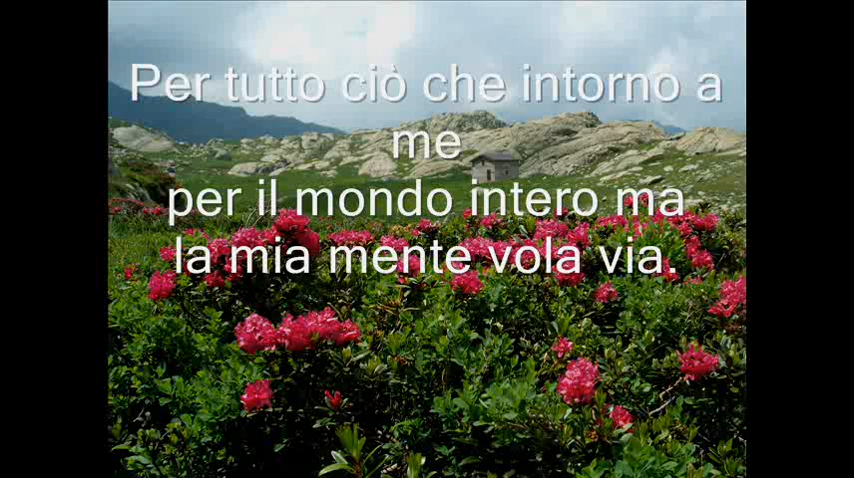 Per tutto ciò che intorno a
me
per il mondo intero ma
la mia mente vola via.